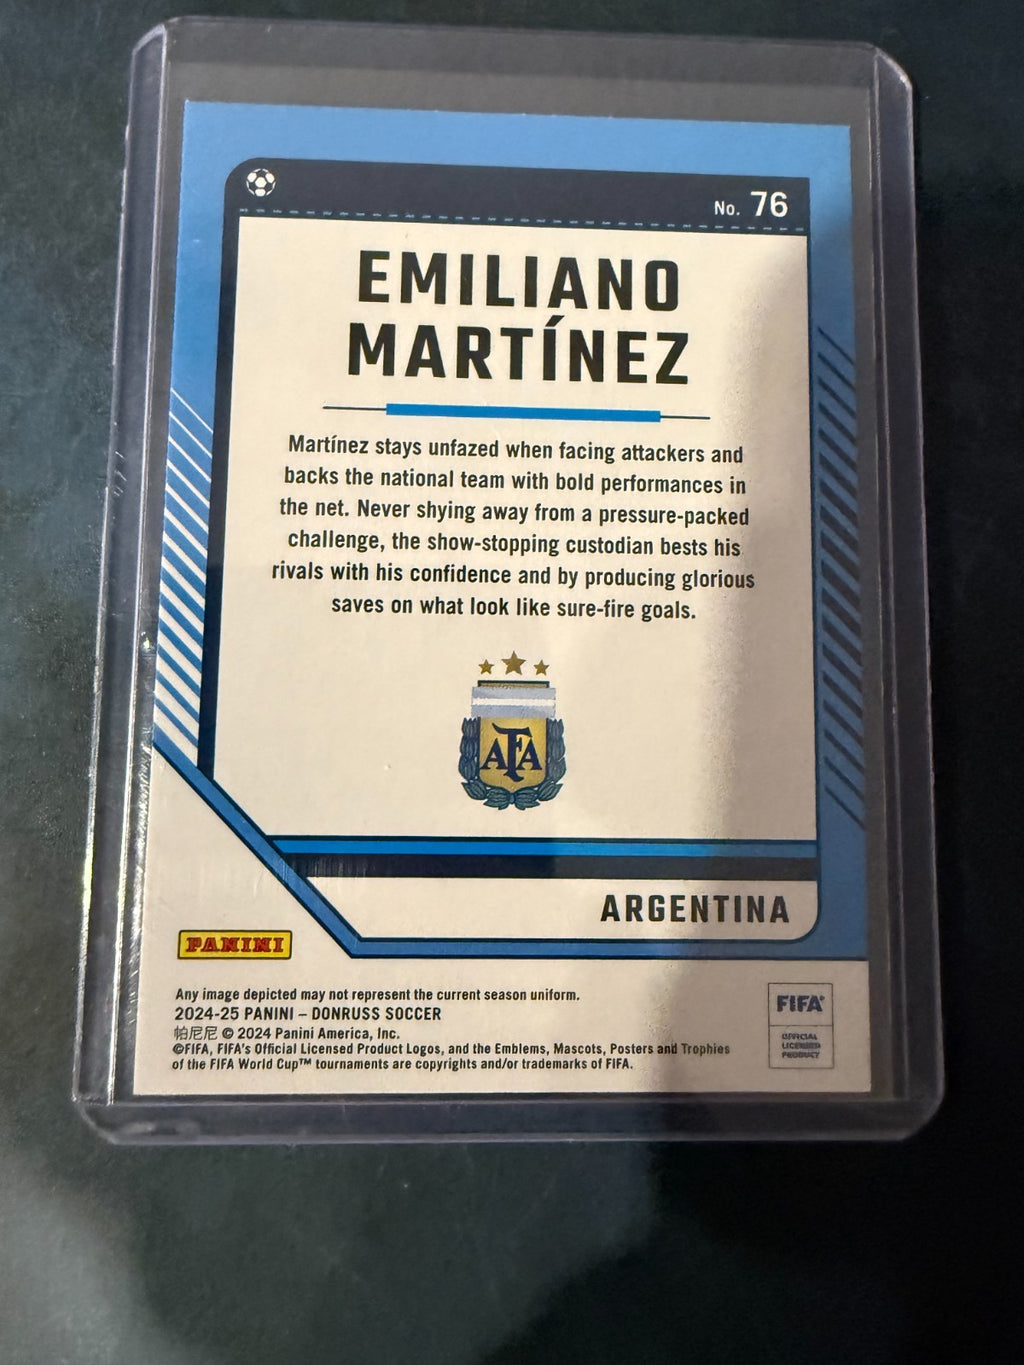 No. 76
EMILIANO
MARTÍNEZ
Martínez stays unfazed when facing attackers and
backs the national team with bold performances in
the net. Never shying away from a pressure-packed
challenge, the show-stopping custodian bests his
rivals with his confidence and by producing glorious
saves on what look like sure-fire goals.
AFA
ARGENTINA
PANINI
Any image depicted may not represent the current season uniform.
2024-25 PANINI – DONRUSS SOCCER
帕尼尼 © 2024 Panini America, Inc.
©FIFA, FIFA's Official Licensed Product Logos, and the Emblems, Mascots, Posters and Trophies
of the FIFA World Cup™ tournaments are copyrights and/or trademarks of FIFA.
FIFA®
OFFICIAL
LICENSED
PRODUCT